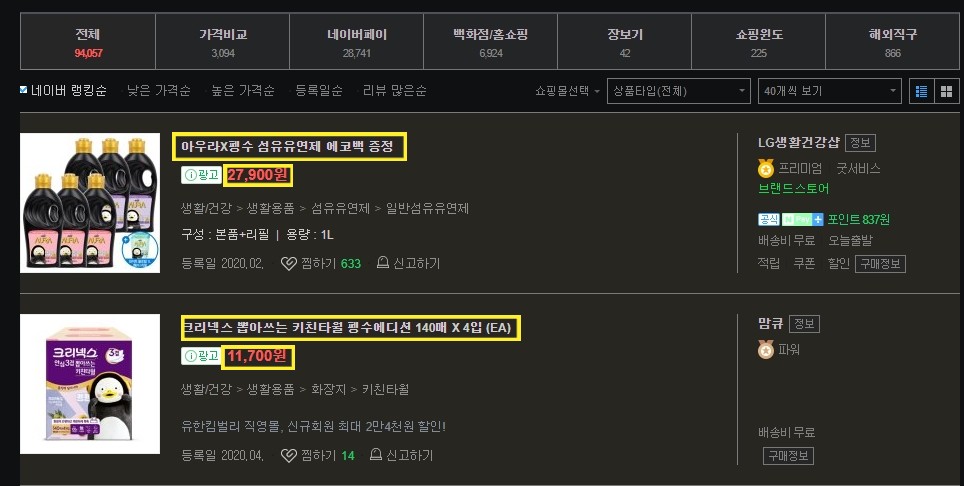 전체 가격비교 네이버페이 백화점/홈쇼핑 장보기 쇼핑윈도 해외직구
94,057 3,094 28,741 6,924 42 225 866
네이버 랭킹순 · 낮은 가격순 · 높은 가격순 · 등록일순 · 리뷰 많은순 쇼핑몰선택 상품타입(전체) 40개씩 보기
아우라X펭수 섬유유연제 에코백 증정
광고 27,900원
생활/건강 > 생활용품 > 섬유유연제 > 일반섬유유연제
구성 : 본품+리필 | 용량 : 1L
등록일 2020.02. 찜하기 633 신고하기
AURA
LG생활건강샵 정보
프리미엄 굿서비스
브랜드스토어
공식 N Pay + 포인트 837원
배송비 무료 오늘출발
적립 쿠폰 할인 구매정보
크리넥스
3겹
키친타월
크리넥스 뽑아쓰는 키친타월 펭수에디션 140매 X 4입 (EA)
광고 11,700원
생활/건강 > 생활용품 > 화장지 > 키친타월
유한킴벌리 직영몰, 신규회원 최대 2만4천원 할인!
등록일 2020.04. 찜하기 14 신고하기
맘큐 정보
파워
배송비 무료
구매정보